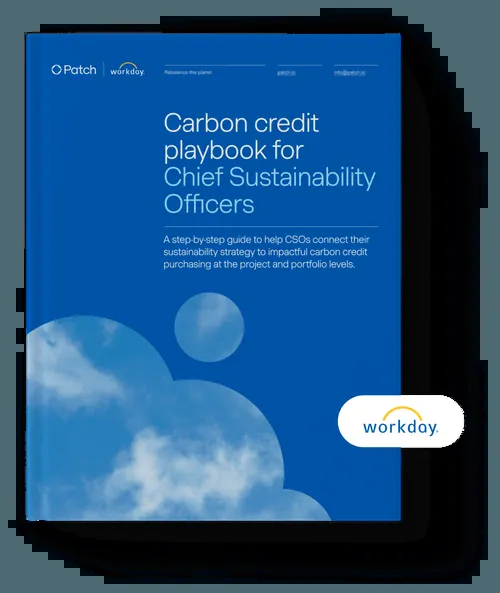 Patch
workday.
Rebalance the planet
patch.io
info@patch.io
Carbon credit
playbook for
Chief Sustainability
Officers
A step-by-step guide to help CSOs connect their
sustainability strategy to impactful carbon credit
purchasing at the project and portfolio levels.
workday.